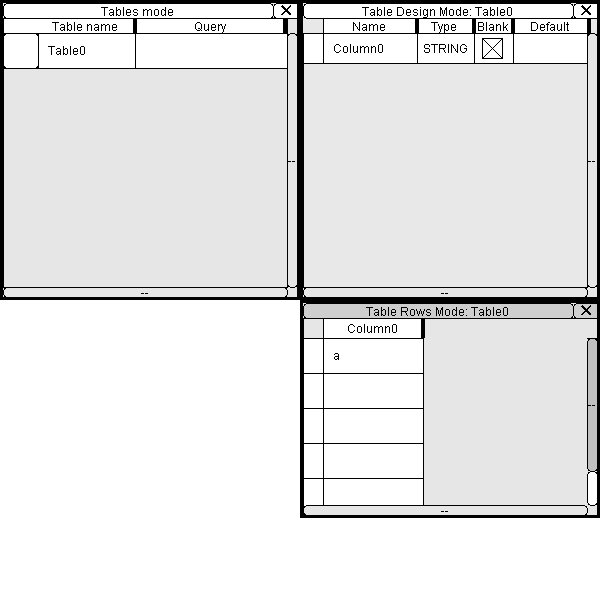 Tables mode
Table name Query
Table0
--
--
Table Design Mode: Table0
Name Type Blank Default
Column0 STRING
--
--
Table Rows Mode: Table0
Column0
a
--
--